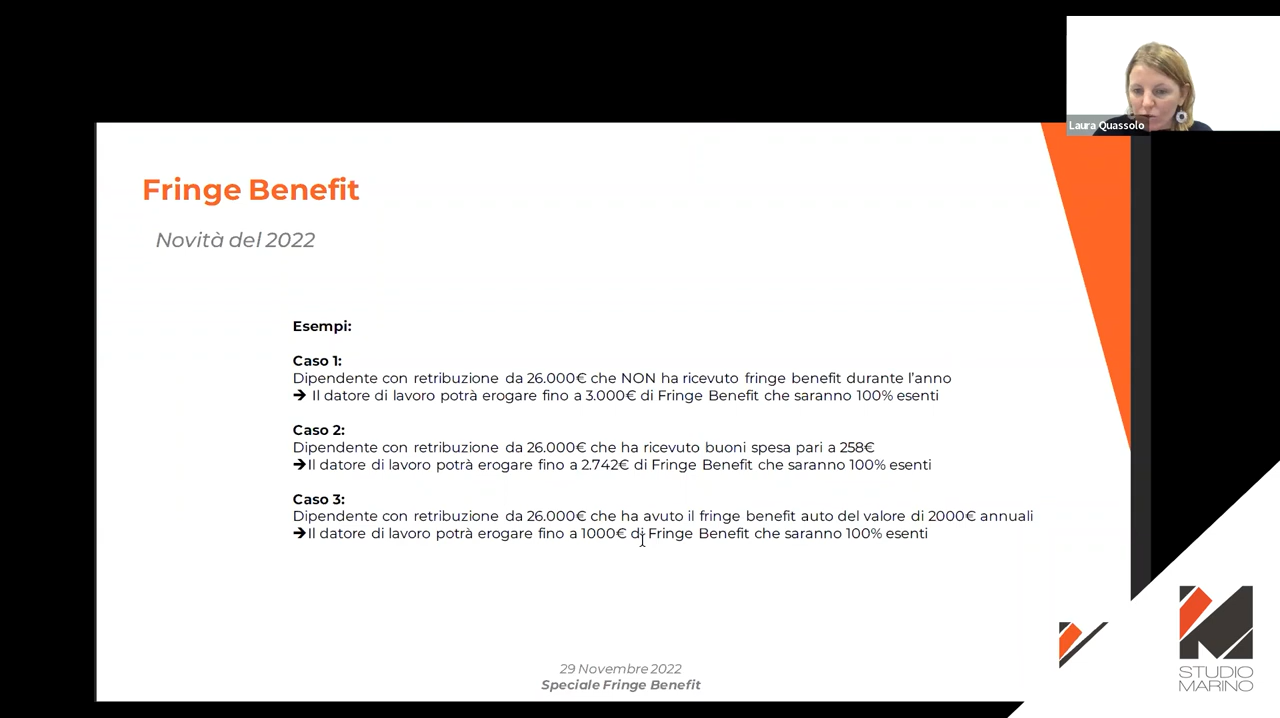 Laura Quassolo
Fringe Benefit
Novità del 2022
Esempi:
Caso 1:
Dipendente con retribuzione da 26.000€ che NON ha ricevuto fringe benefit durante l'anno
➔ Il datore di lavoro potrà erogare fino a 3.000€ di Fringe Benefit che saranno 100% esenti
Caso 2:
Dipendente con retribuzione da 26.000€ che ha ricevuto buoni spesa pari a 258€
➔Il datore di lavoro potrà erogare fino a 2.742€ di Fringe Benefit che saranno 100% esenti
Caso 3:
Dipendente con retribuzione da 26.000€ che ha avuto il fringe benefit auto del valore di 2000€ annuali
➔Il datore di lavoro potrà erogare fino a 1000€ di Fringe Benefit che saranno 100% esenti
29 Novembre 2022
Speciale Fringe Benefit
STUDIO
MARINO